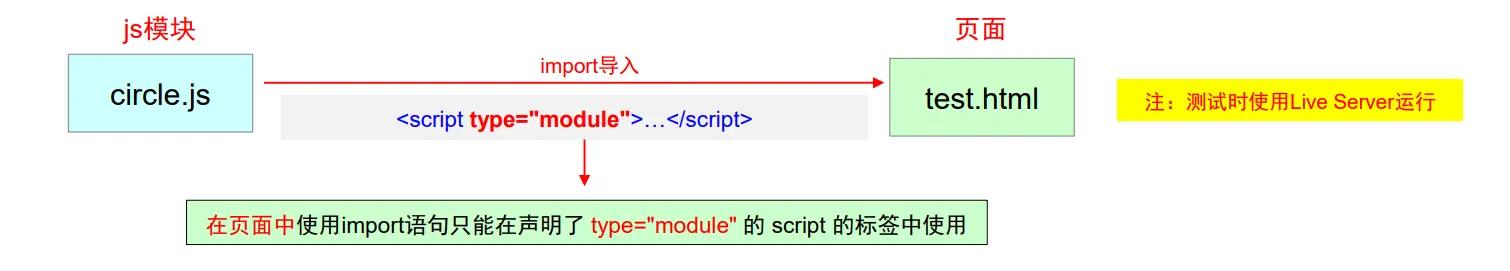 js模块
页面
import导入
circle.js
test.html
注：测试时使用Live Server运行
<script type="module">…</script>
在页面中使用import语句只能在声明了 type="module" 的 script 的标签中使用